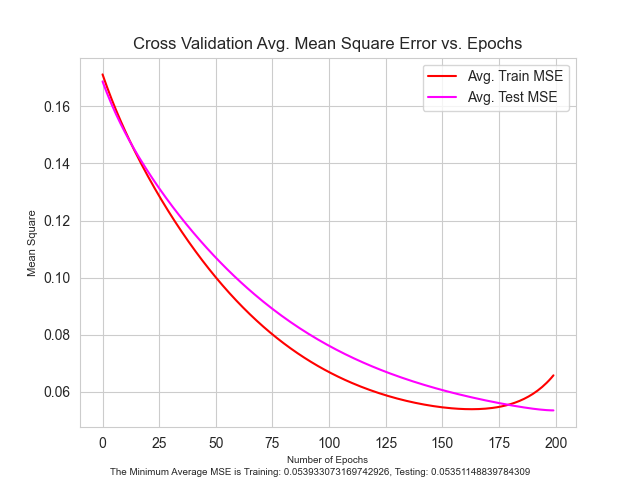 Cross Validation Avg. Mean Square Error vs. Epochs
Avg. Train MSE
Avg. Test MSE
0.16
0.14
0.12
0.10
0.08
0.06
Mean Square
0 25 50 75 100 125 150 175 200
Number of Epochs
The Minimum Average MSE is Training: 0.053933073169742926, Testing: 0.05351148839784309